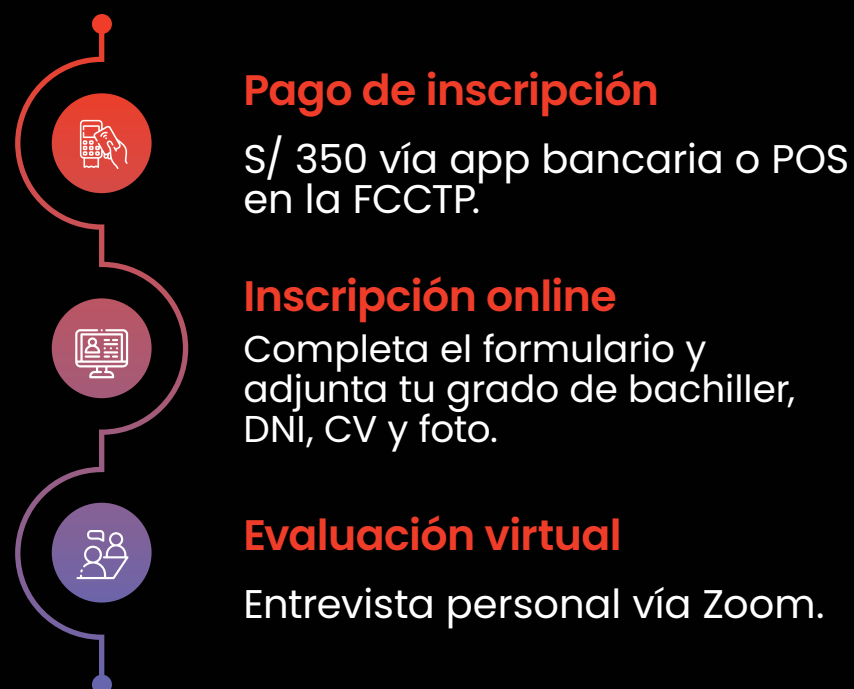 Pago de inscripción
S/ 350 vía app bancaria o POS
en la FCCTP.
Inscripción online
Completa el formulario y
adjunta tu grado de bachiller,
DNI, CV y foto.
Evaluación virtual
Entrevista personal vía Zoom.